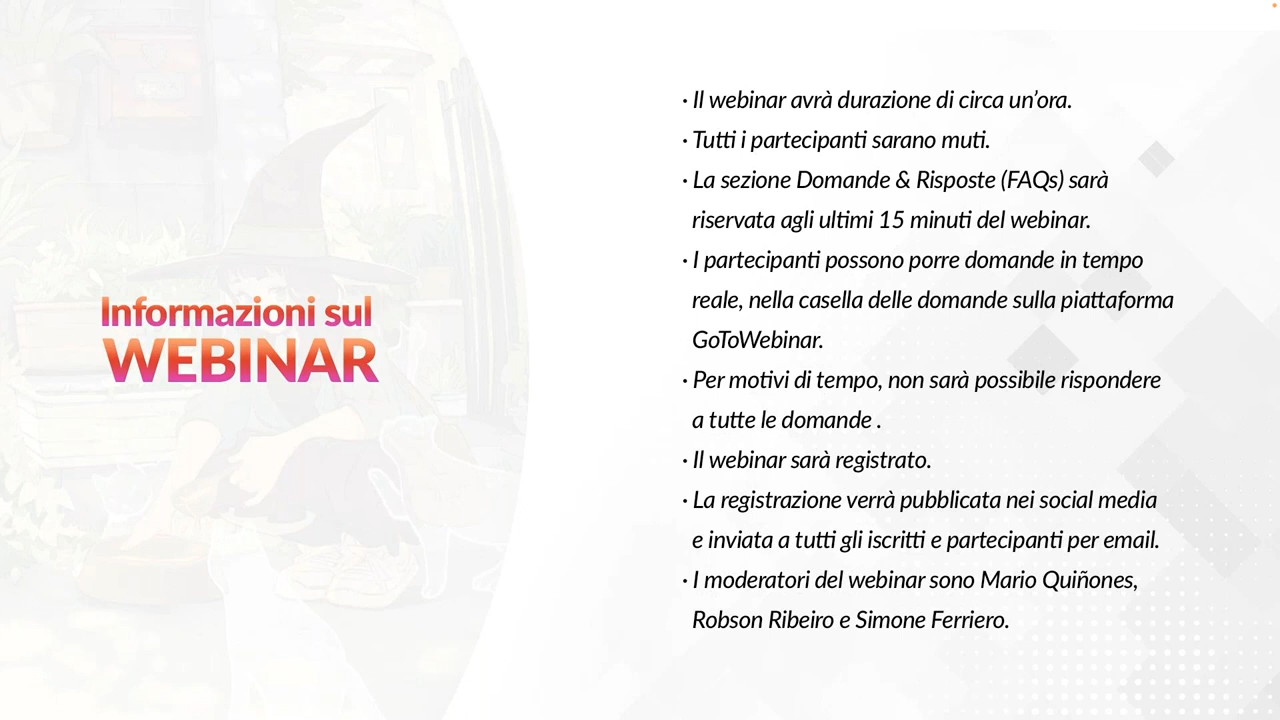 Informazioni sul
WEBINAR
· Il webinar avrà durazione di circa un’ora.
· Tutti i partecipanti sarano muti.
· La sezione Domande & Risposte (FAQs) sarà
riservata agli ultimi 15 minuti del webinar.
· I partecipanti possono porre domande in tempo
reale, nella casella delle domande sulla piattaforma
GoToWebinar.
· Per motivi di tempo, non sarà possibile rispondere
a tutte le domande .
· Il webinar sarà registrato.
· La registrazione verrà pubblicata nei social media
e inviata a tutti gli iscritti e partecipanti per email.
· I moderatori del webinar sono Mario Quiñones,
Robson Ribeiro e Simone Ferriero.